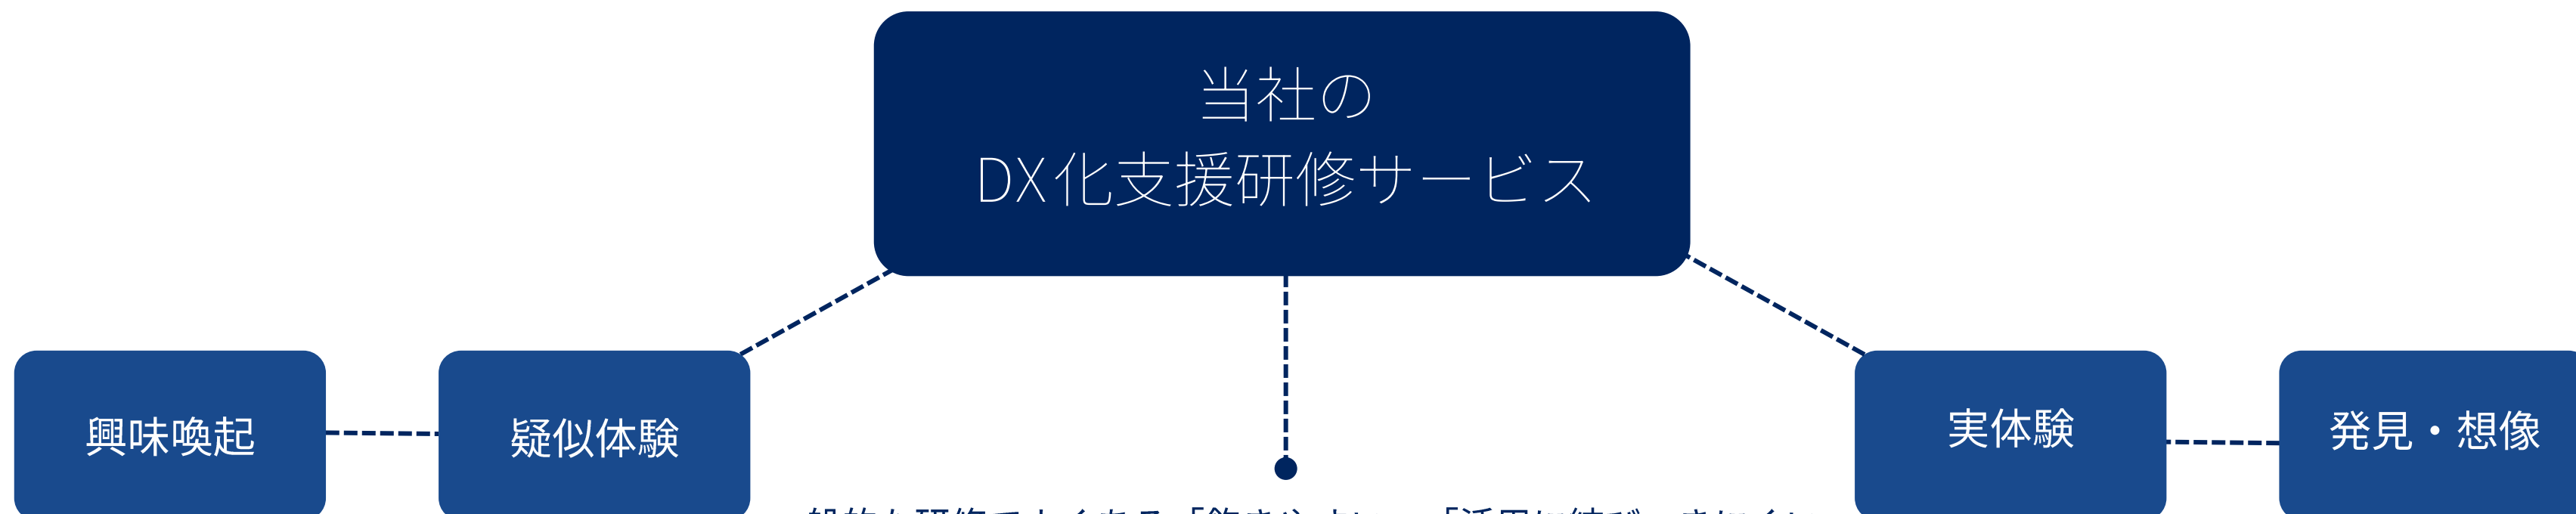 当社の
DX化支援研修サービス
興味喚起
疑似体験
実体験
発見・想像